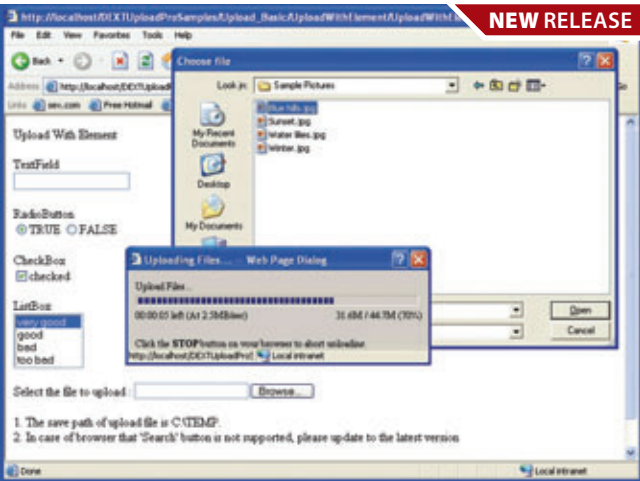 http://localhost/DEXTUploadProSamples/Upload_Basic/UploadWithElement/UploadWithEl
NEW RELEASE
File Edit View Favorites Tools Help
Back
Choose file
Look in: Sample Pictures
Address http://localhost/DEXTUpload
Go
Links msn.com Free Hotmail
My Recent Documents
Desktop
My Documents
Blue hills.jpg
Sunset.jpg
Water lilies.jpg
Winter.jpg
Upload With Element
TextField
RadioButton
TRUE FALSE
CheckBox
checked
ListBox
very good
good
bad
too bad
Uploading Files... -- Web Page Dialog
Upload Files...
00:00:05 left (At 2.5MB/sec) 31.6M / 44.7M (70%)
Click the STOP button on your browser to abort uploading.
http://localhost/DEXTUploadPro Local intranet
Open
Cancel
Select the file to upload : Browse...
1. The save path of upload file is C:\TEMP.
2. In case of browser that 'Search' button is not supported, please update to the latest version
Done
Local intranet